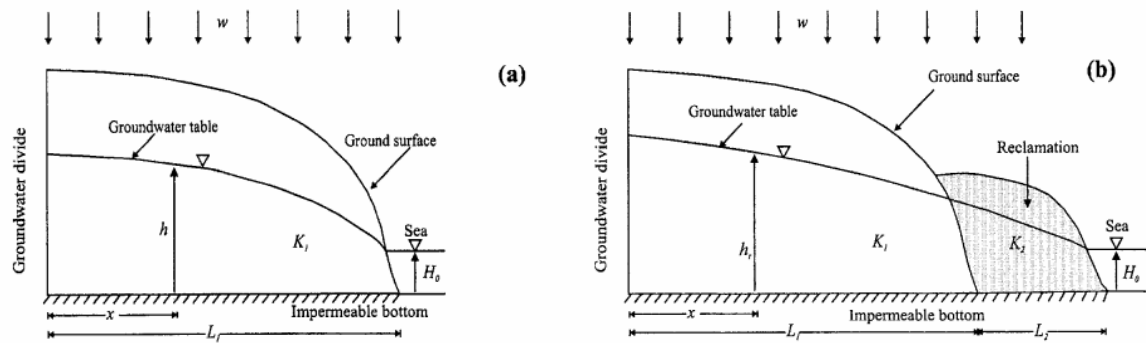 w
(a)
Groundwater table
Ground surface
Groundwater divide
h
K₁
Sea
H₀
x
Impermeable bottom
L₁
w
(b)
Ground surface
Groundwater table
Reclamation
Groundwater divide
hᵣ
K₁
K₂
Sea
H₀
x
Impermeable bottom
L₁
L₂